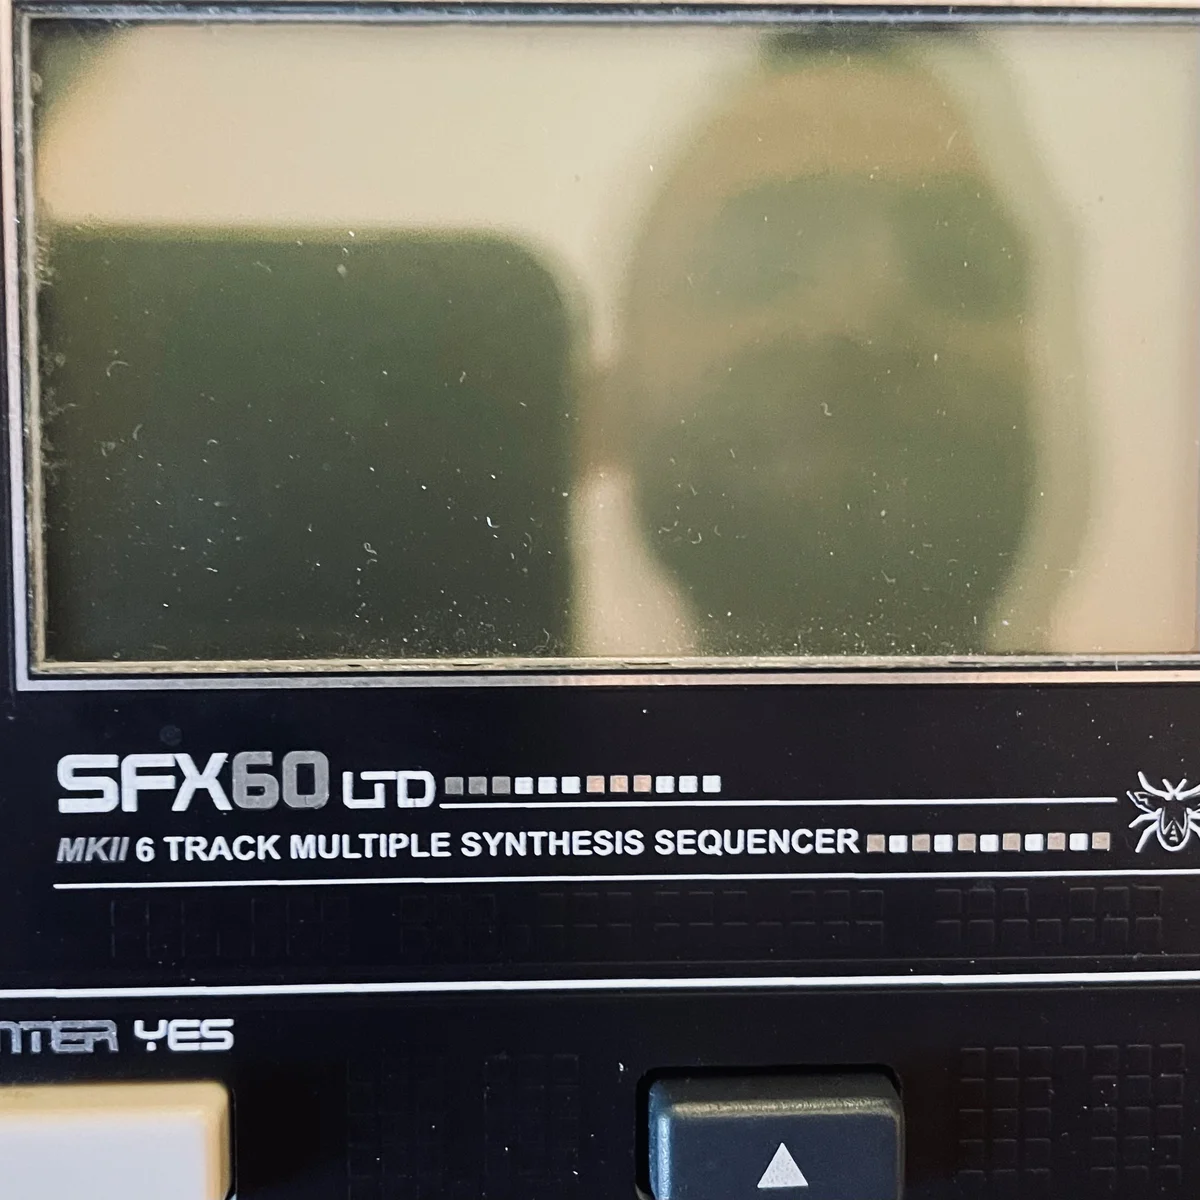 SFX60 LTD
MKII 6 TRACK MULTIPLE SYNTHESIS SEQUENCER
YES